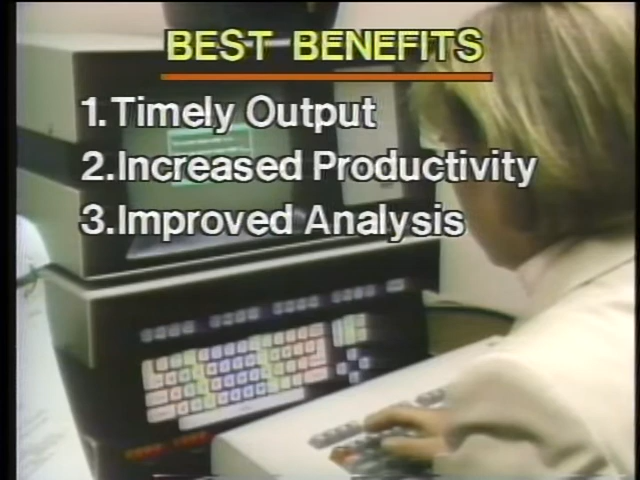 BEST BENEFITS
1. Timely Output
2. Increased Productivity
3. Improved Analysis